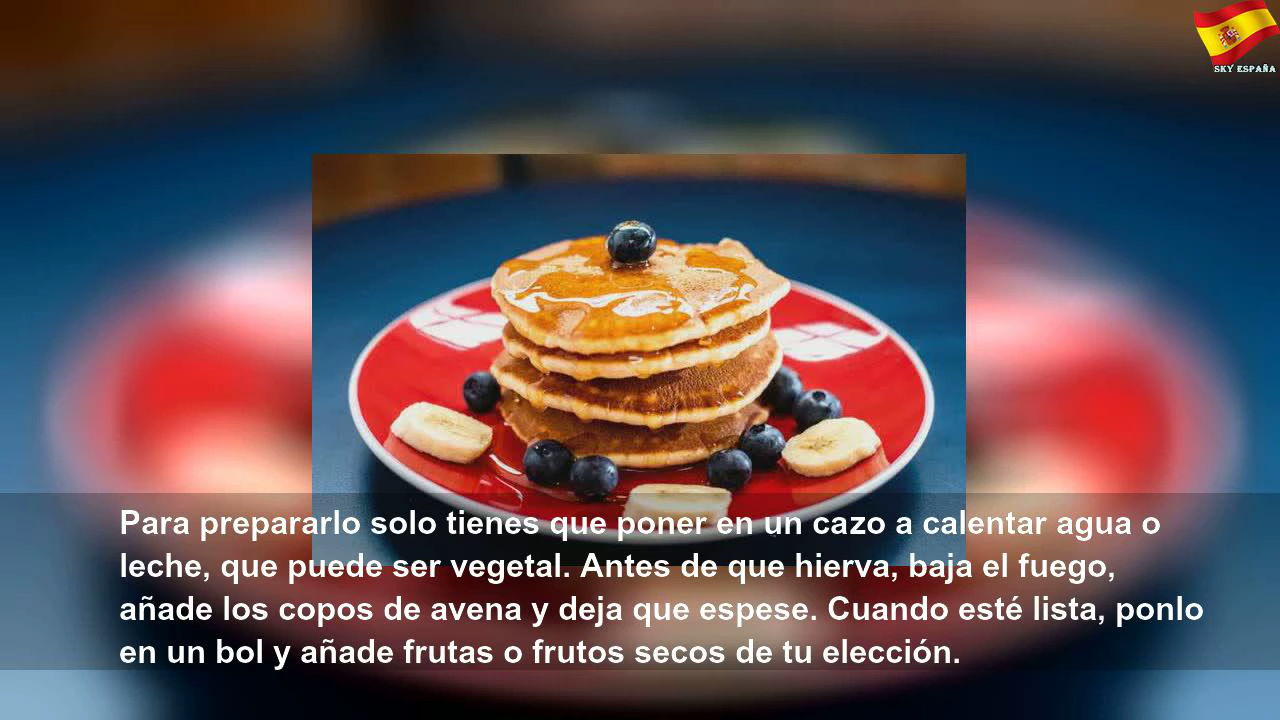 SKY ESPAÑA
Para prepararlo solo tienes que poner en un cazo a calentar agua o
leche, que puede ser vegetal. Antes de que hierva, baja el fuego,
añade los copos de avena y deja que espese. Cuando esté lista, ponlo
en un bol y añade frutas o frutos secos de tu elección.